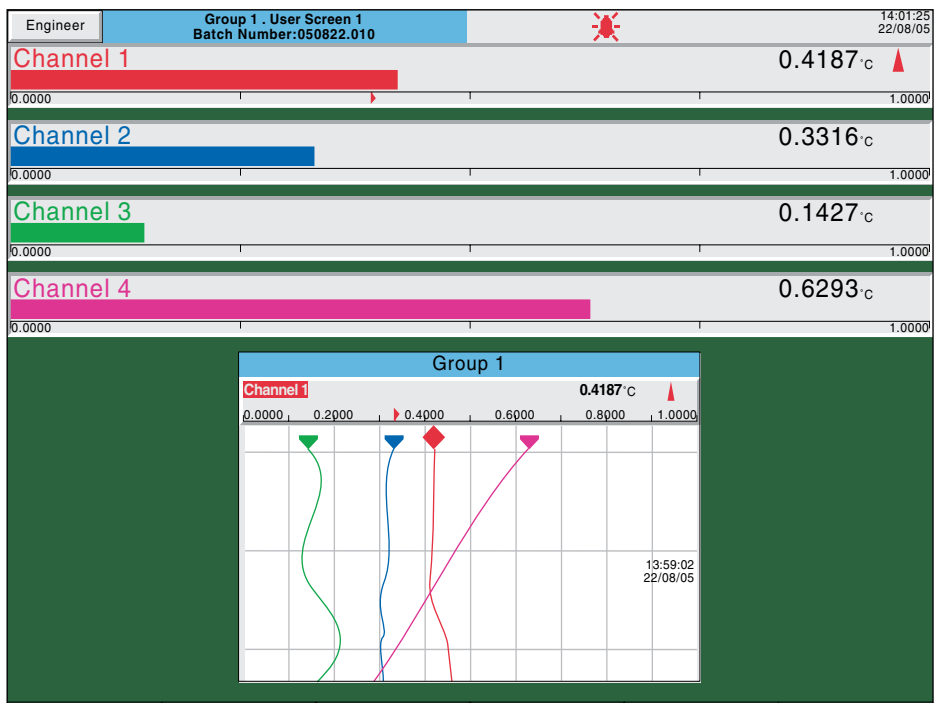 Engineer
Group 1 . User Screen 1
Batch Number:050822.010
14:01:25
22/08/05
Channel 1
0.4187°C
0.0000 1.0000
Channel 2
0.3316°C
0.0000 1.0000
Channel 3
0.1427°C
0.0000 1.0000
Channel 4
0.6293°C
0.0000 1.0000
Group 1
Channel 1 0.4187°C
0.0000 0.2000 0.4000 0.6000 0.8000 1.0000
13:59:02
22/08/05